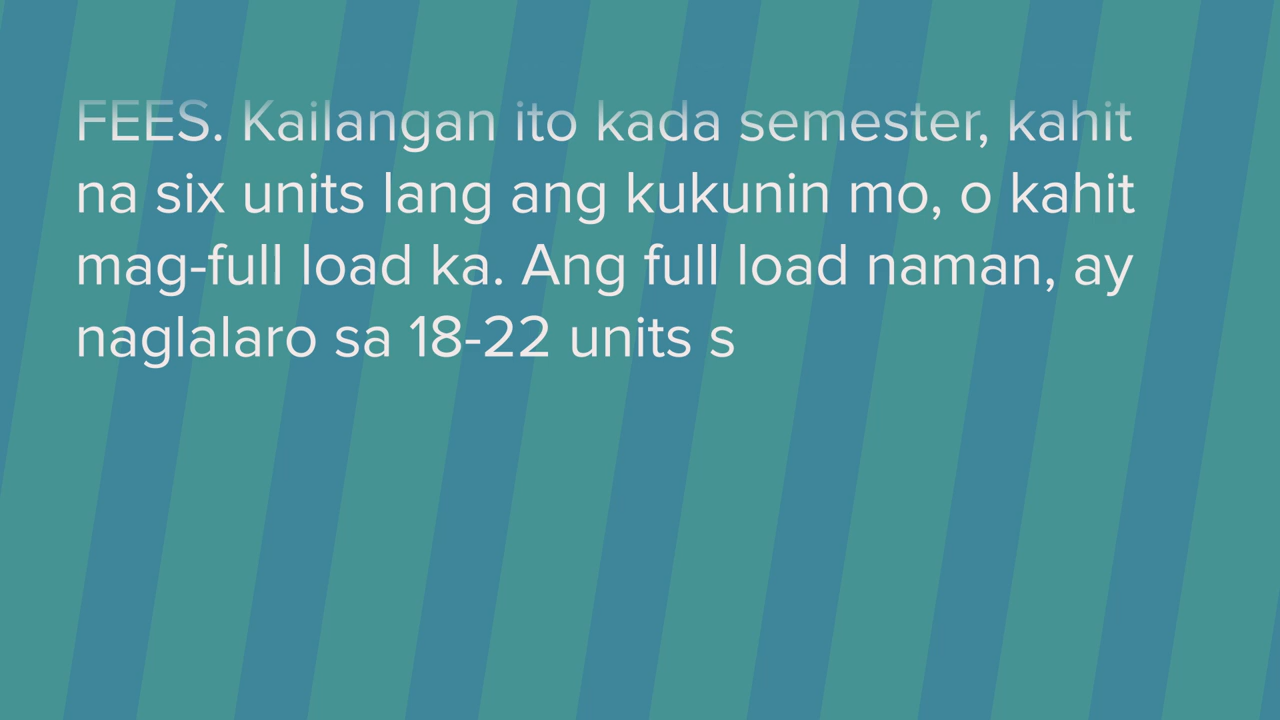 FEES. Kailangan ito kada semester, kahit
na six units lang ang kukunin mo, o kahit
mag-full load ka. Ang full load naman, ay
naglalaro sa 18-22 units s